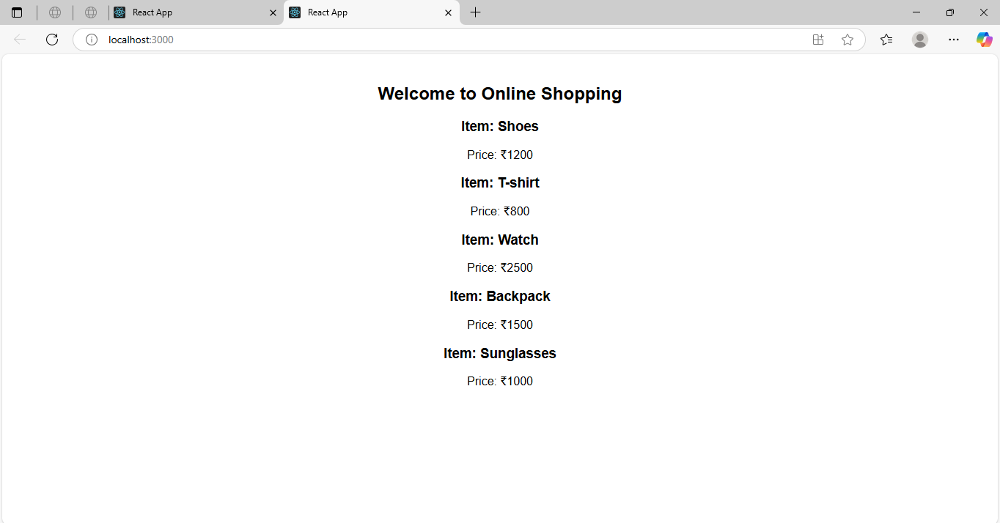 React App
React App
localhost:3000
Welcome to Online Shopping
Item: Shoes
Price: ₹1200
Item: T-shirt
Price: ₹800
Item: Watch
Price: ₹2500
Item: Backpack
Price: ₹1500
Item: Sunglasses
Price: ₹1000